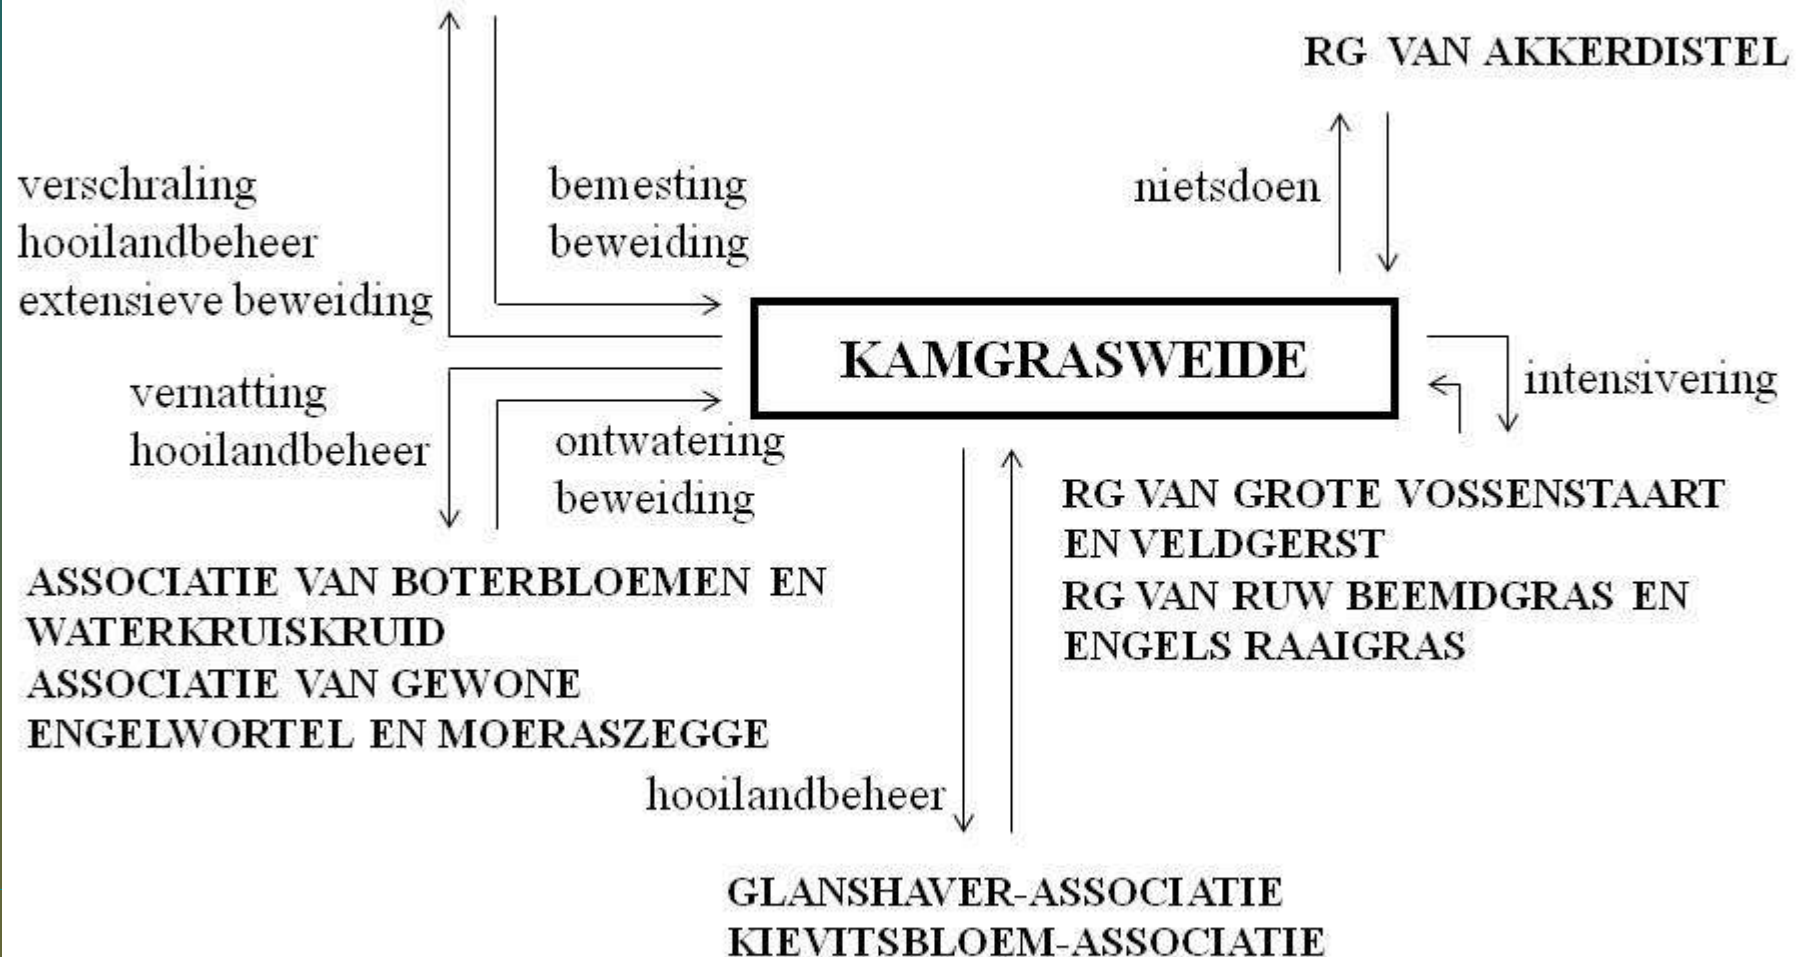 RG VAN AKKERDISTEL
verschraling
hooilandbeheer
extensieve beweiding
bemesting
beweiding
nietsdoen
KAMGRASWEIDE
intensivering
vernatting
hooilandbeheer
ontwatering
beweiding
RG VAN GROTE VOSSENSTAART
EN VELDGERST
RG VAN RUW BEEMDGRAS EN
ENGELS RAAIGRAS
ASSOCIATIE VAN BOTERBLOEMEN EN
WATERKRUISKRUID
ASSOCIATIE VAN GEWONE
ENGELWORTEL EN MOERASZEGGE
hooilandbeheer
GLANSHAVER-ASSOCIATIE
KIEVITSBLOEM-ASSOCIATIE